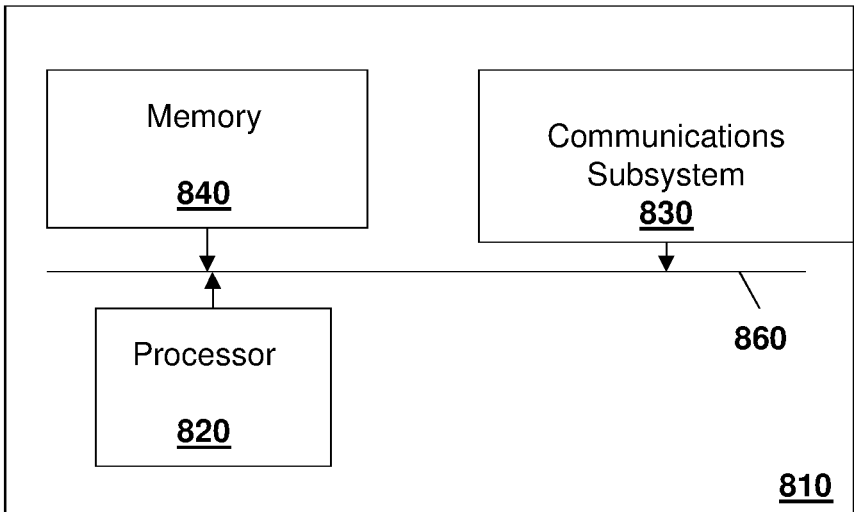 Memory
840
Communications
Subsystem
830
860
Processor
820
810